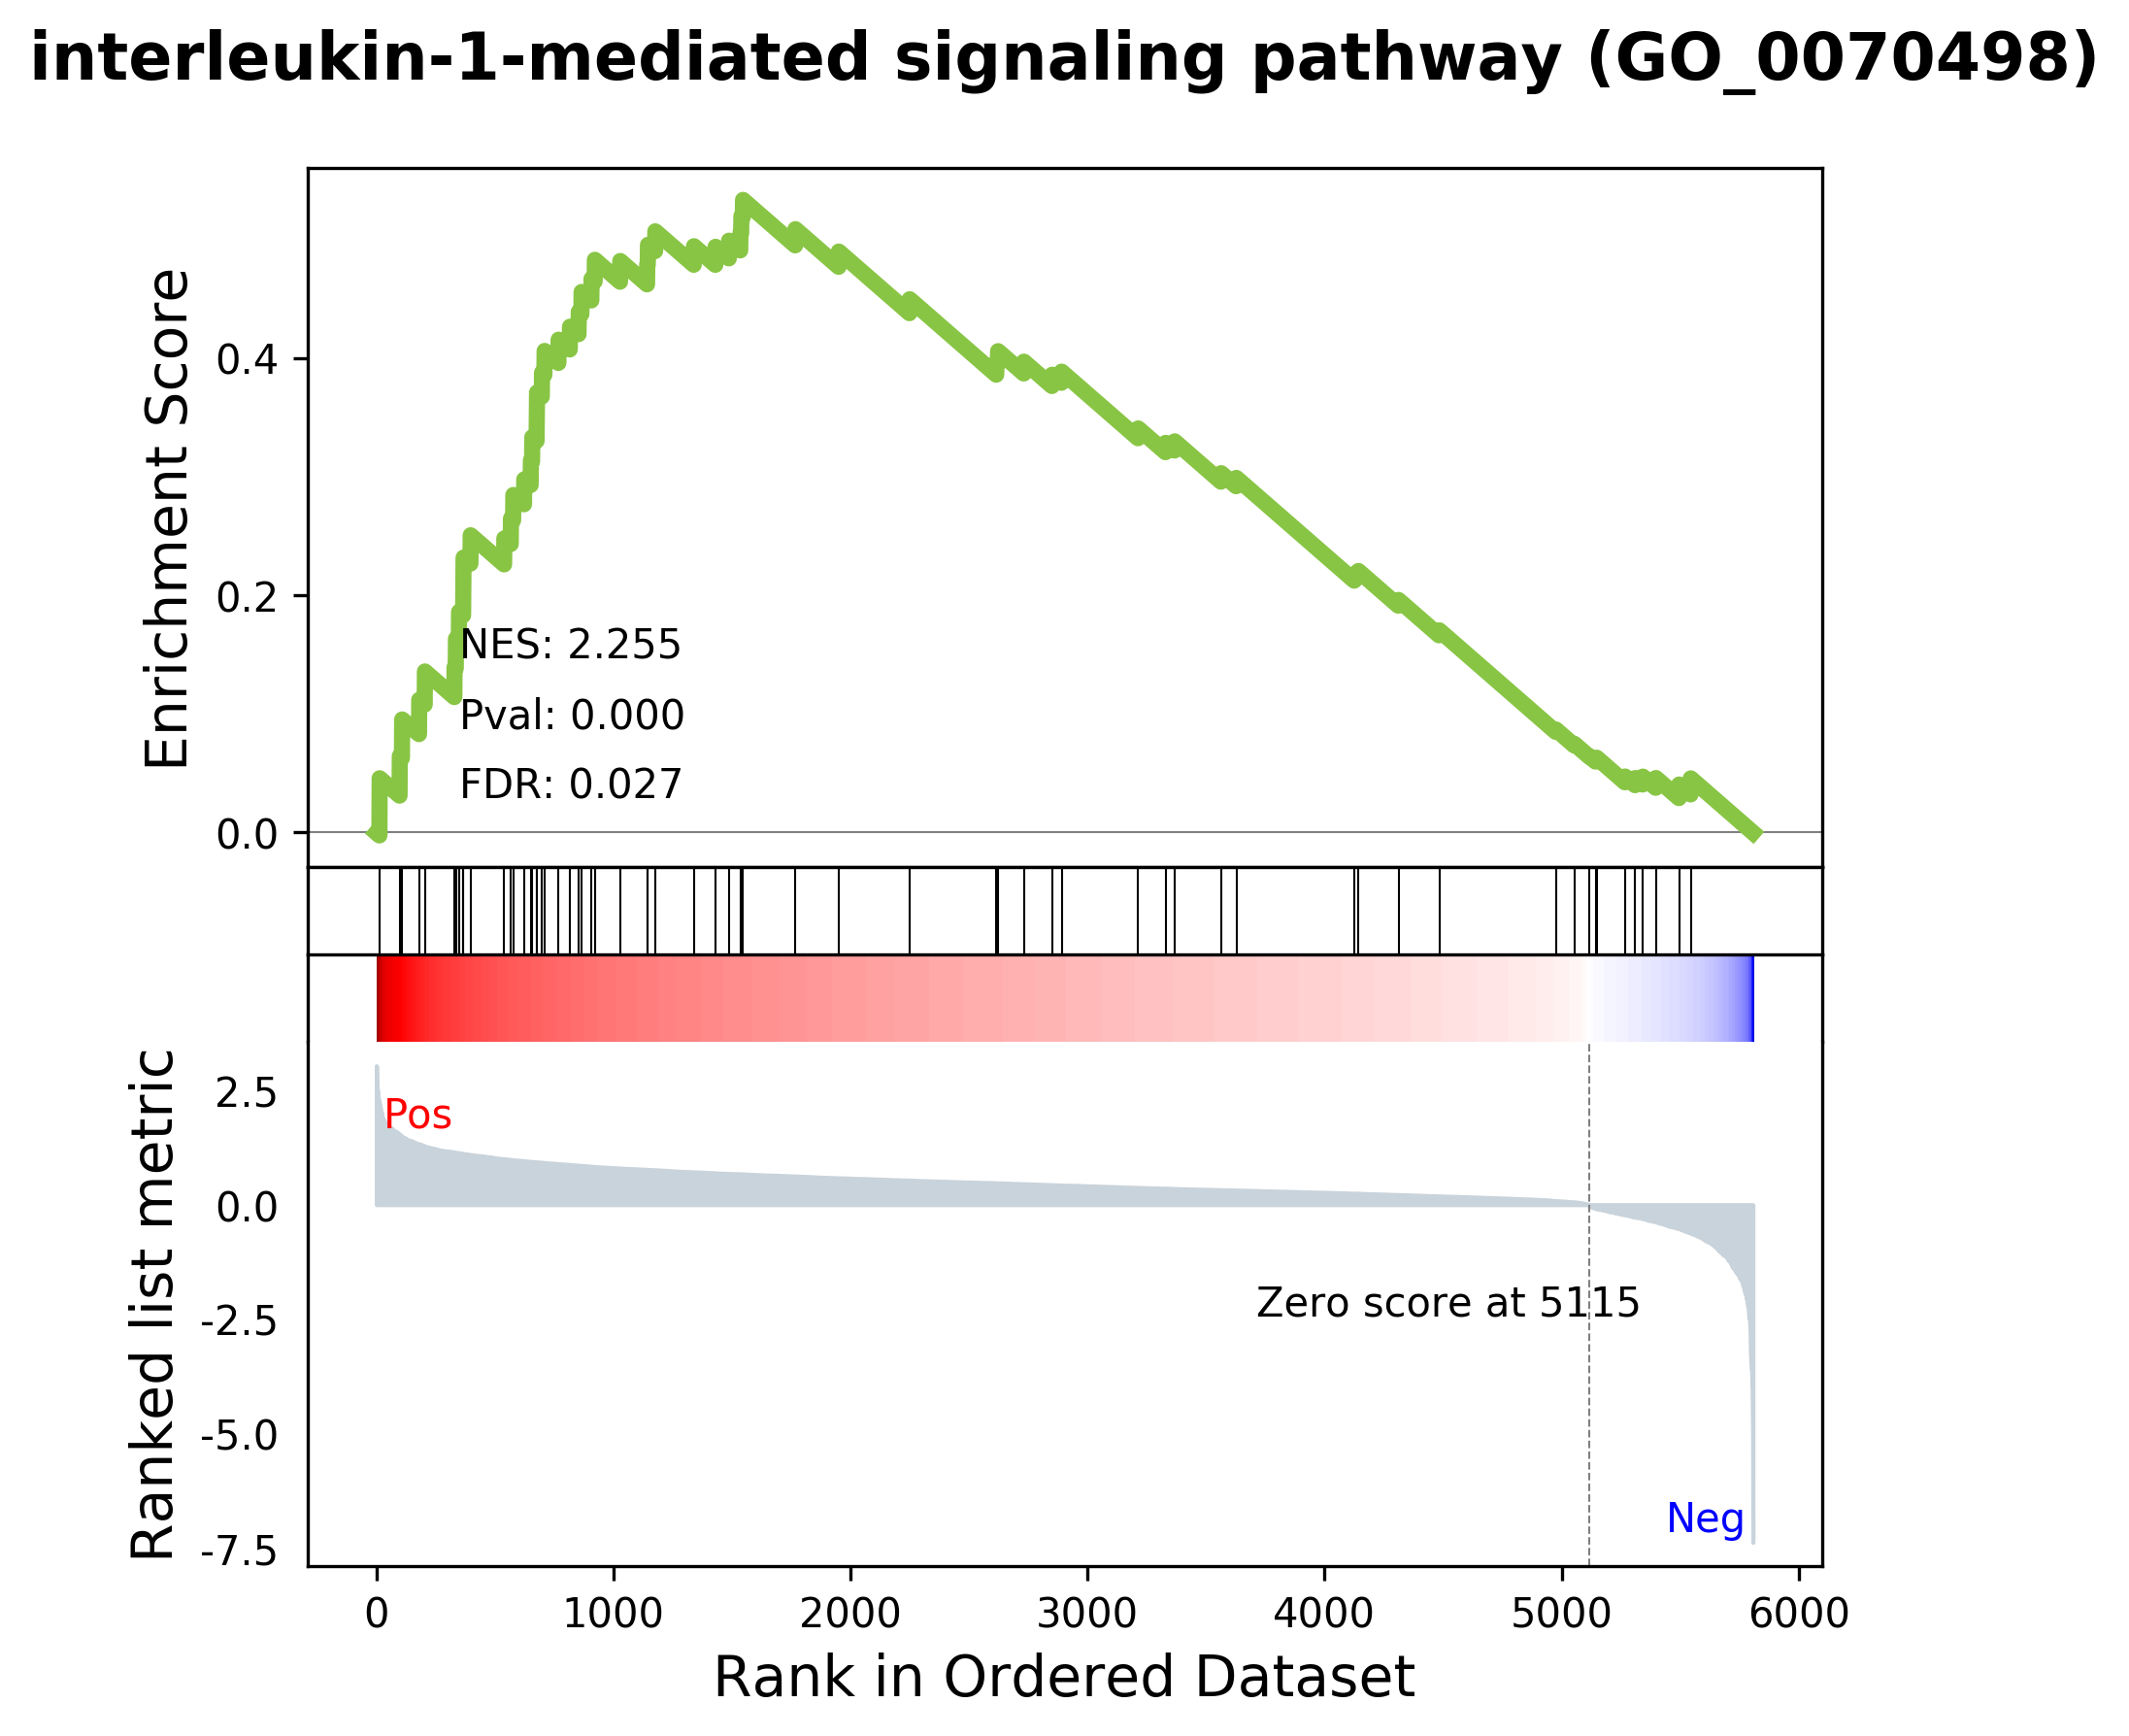 interleukin-1-mediated signaling pathway (GO_0070498)
Enrichment Score
0.4
0.2
0.0
NES: 2.255
Pval: 0.000
FDR: 0.027
Ranked list metric
2.5
0.0
-2.5
-5.0
-7.5
Pos
Zero score at 5115
Neg
0 1000 2000 3000 4000 5000 6000
Rank in Ordered Dataset